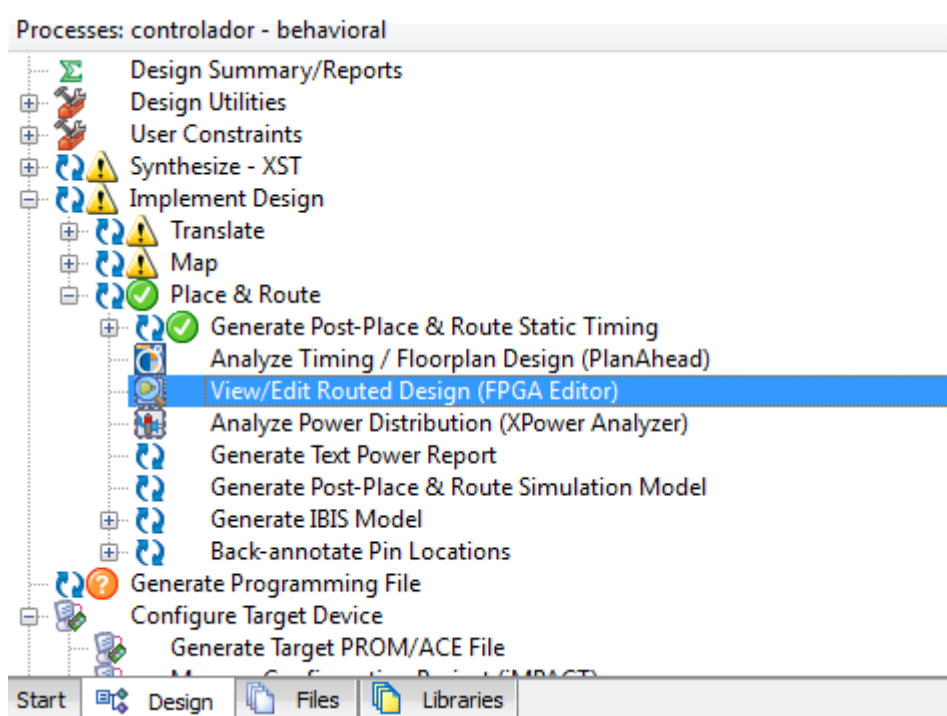 Processes: controlador - behavioral
Design Summary/Reports
Design Utilities
User Constraints
Synthesize - XST
Implement Design
Translate
Map
Place & Route
Generate Post-Place & Route Static Timing
Analyze Timing / Floorplan Design (PlanAhead)
View/Edit Routed Design (FPGA Editor)
Analyze Power Distribution (XPower Analyzer)
Generate Text Power Report
Generate Post-Place & Route Simulation Model
Generate IBIS Model
Back-annotate Pin Locations
Generate Programming File
Configure Target Device
Generate Target PROM/ACE File
Start Design Files Libraries